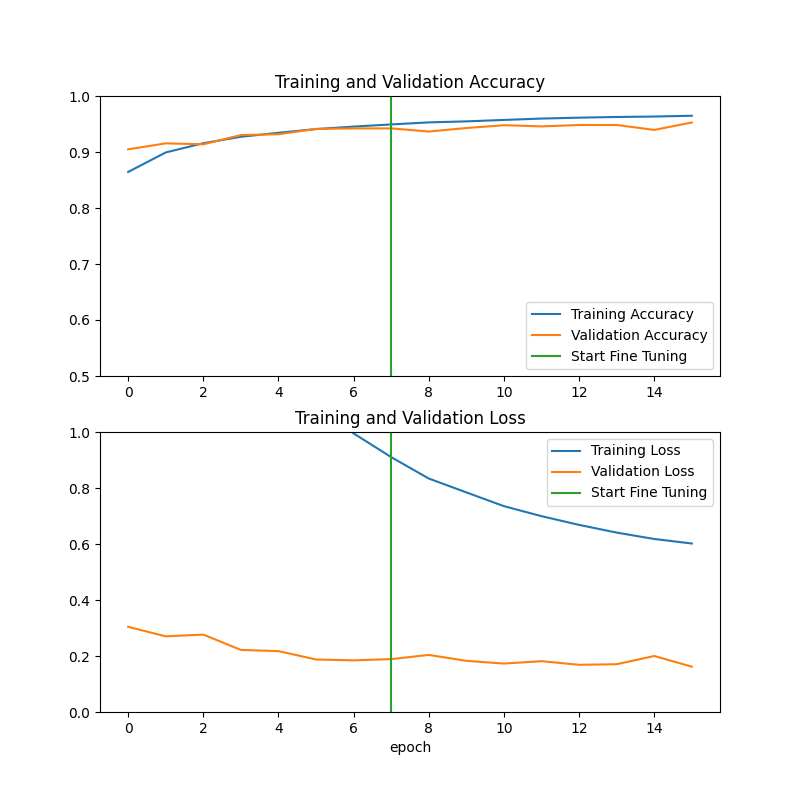 Training and Validation Accuracy
1.0
0.9
0.8
0.7
0.6
0.5
Training Accuracy
Validation Accuracy
Start Fine Tuning
0 2 4 6 8 10 12 14
Training and Validation Loss
1.0
0.8
0.6
0.4
0.2
0.0
Training Loss
Validation Loss
Start Fine Tuning
0 2 4 6 8 10 12 14
epoch